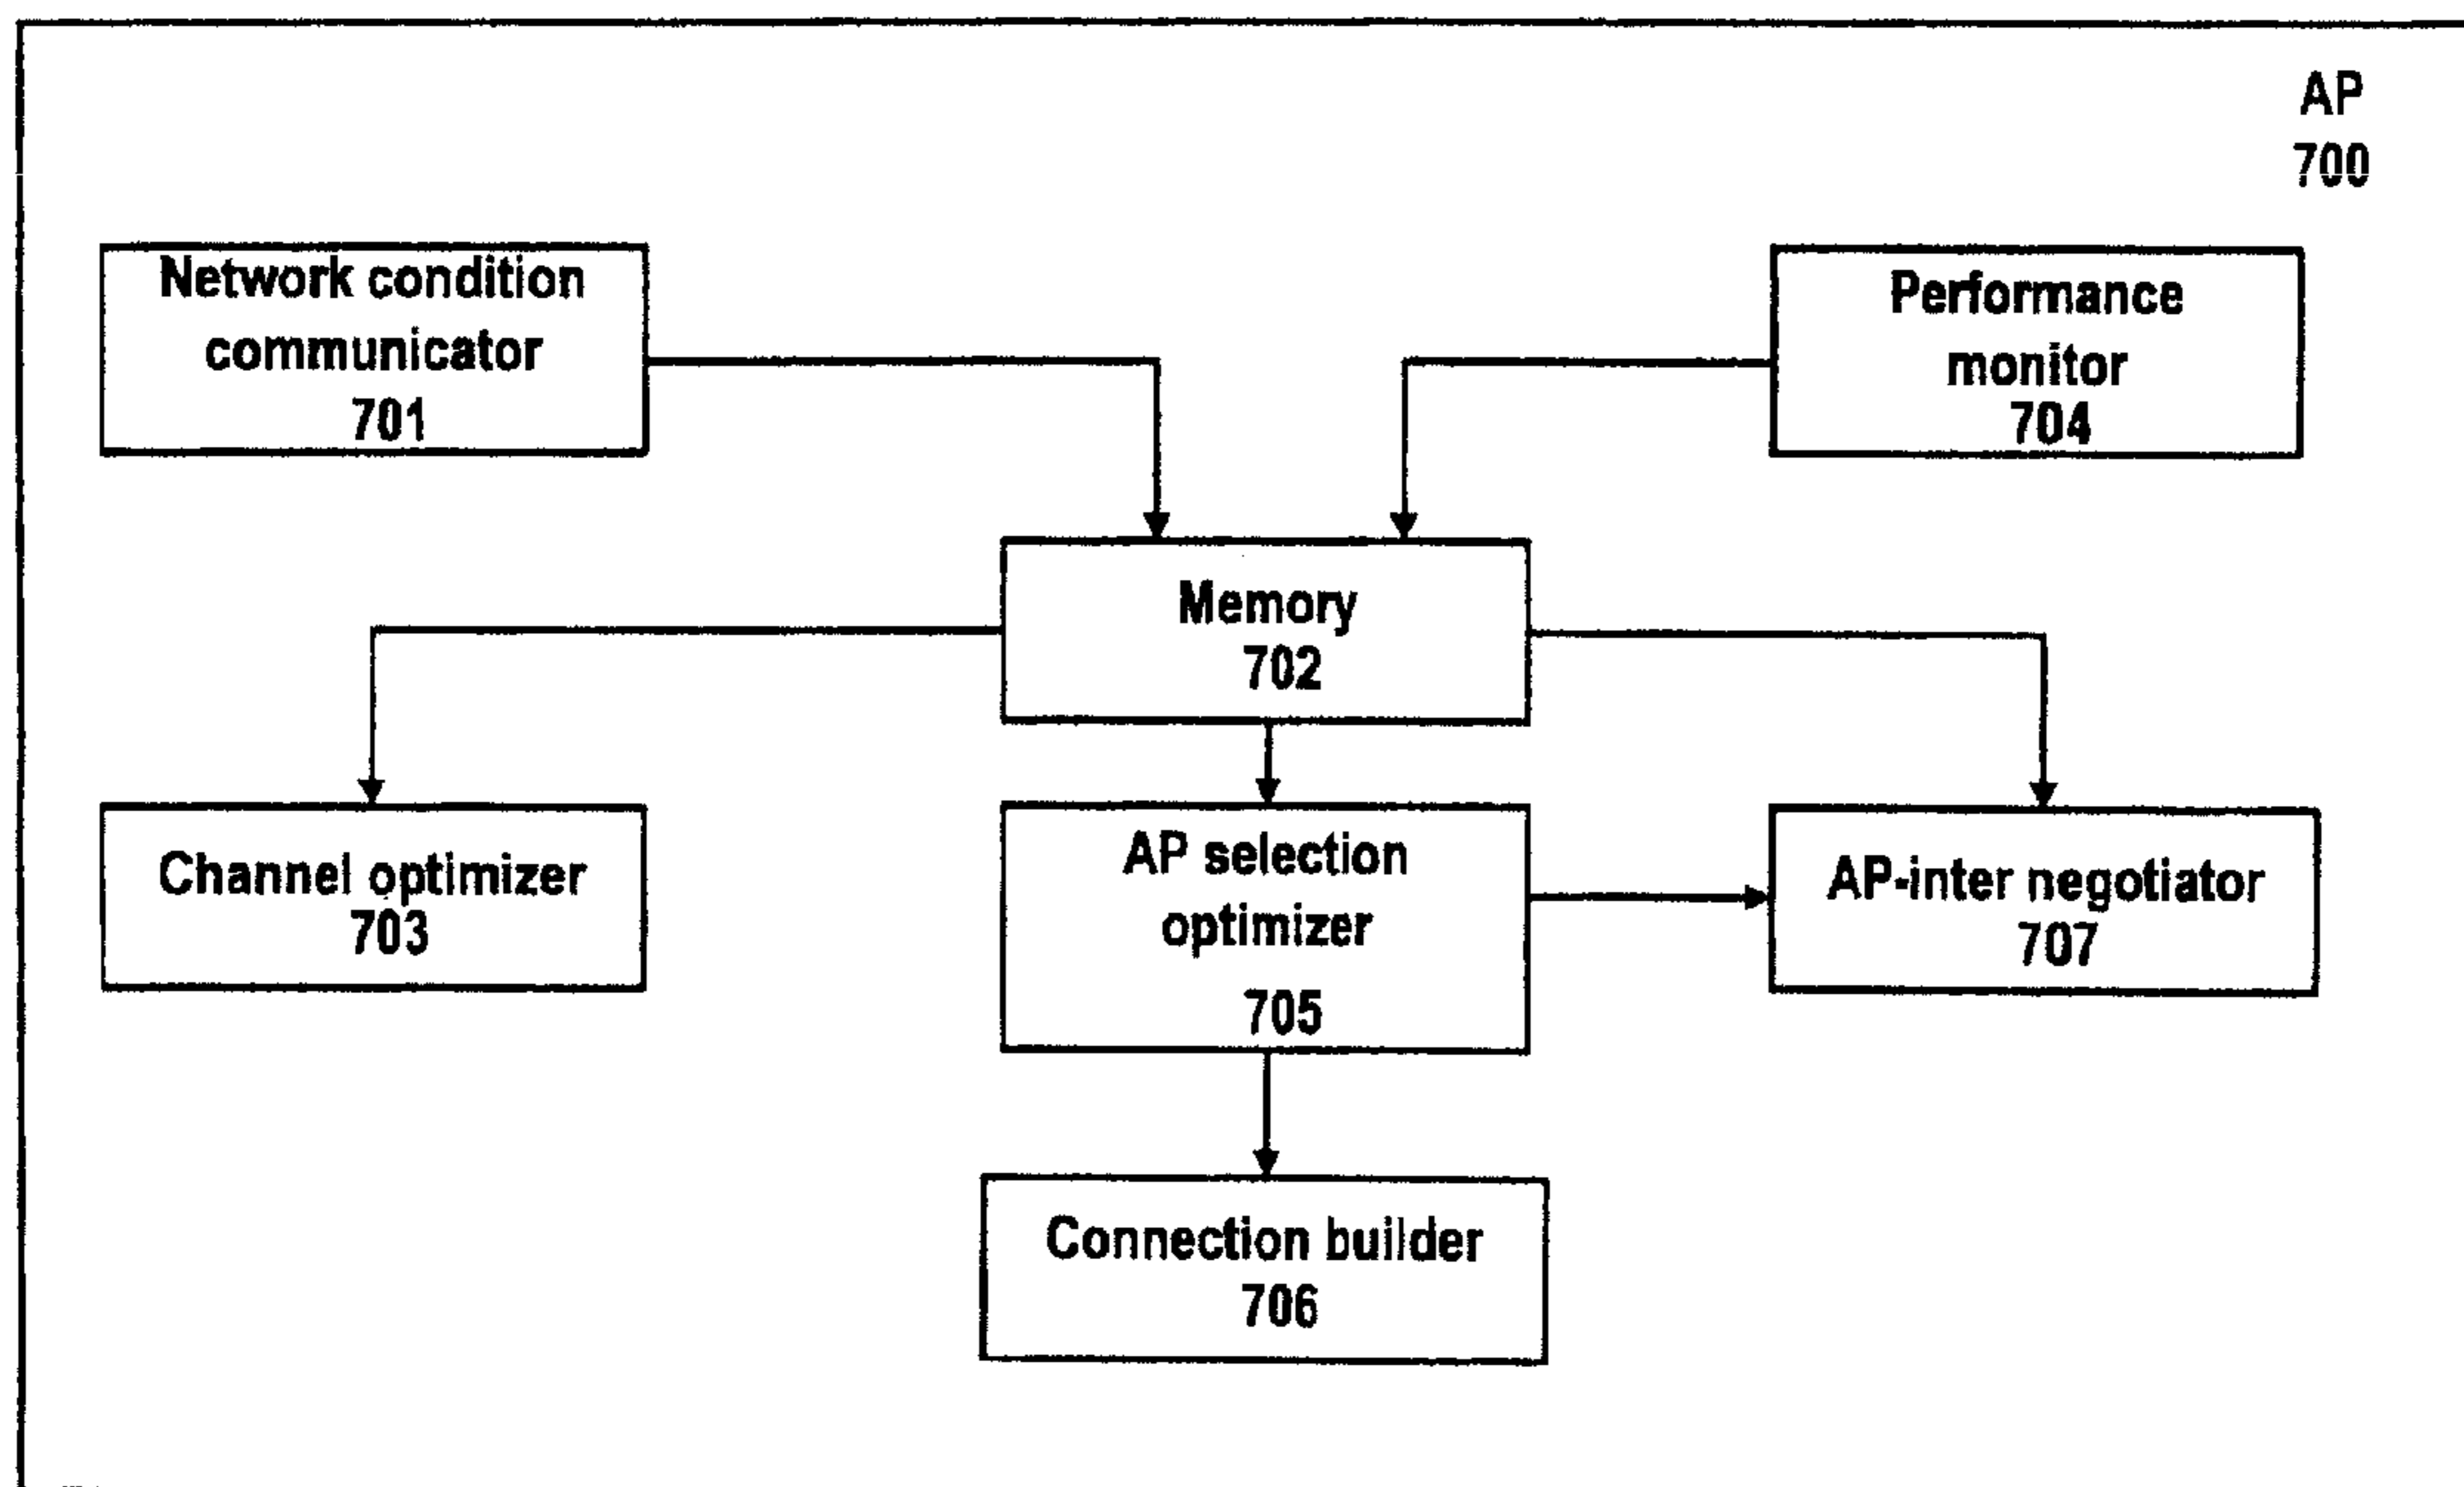 AP
700
Network condition
communicator
701
Performance
monitor
704
Memory
702
Channel optimizer
703
AP selection
optimizer
705
AP-inter negotiator
707
Connection builder
706